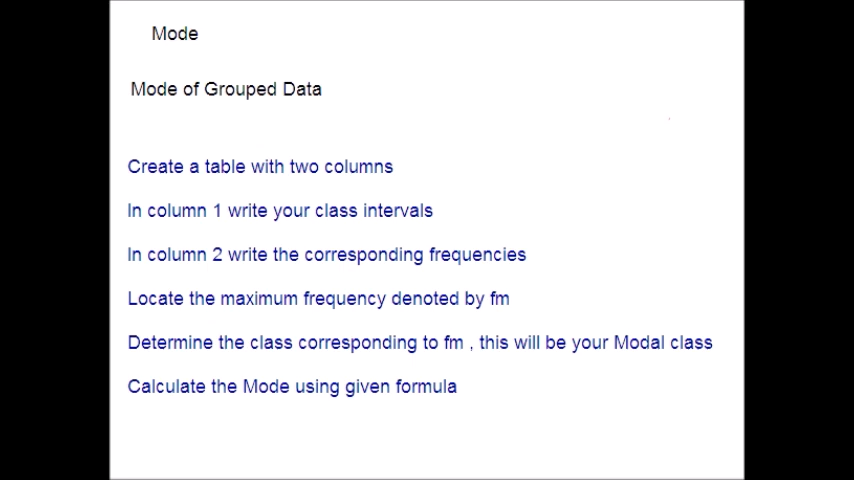 Mode
Mode of Grouped Data
Create a table with two columns
In column 1 write your class intervals
In column 2 write the corresponding frequencies
Locate the maximum frequency denoted by fm
Determine the class corresponding to fm , this will be your Modal class
Calculate the Mode using given formula